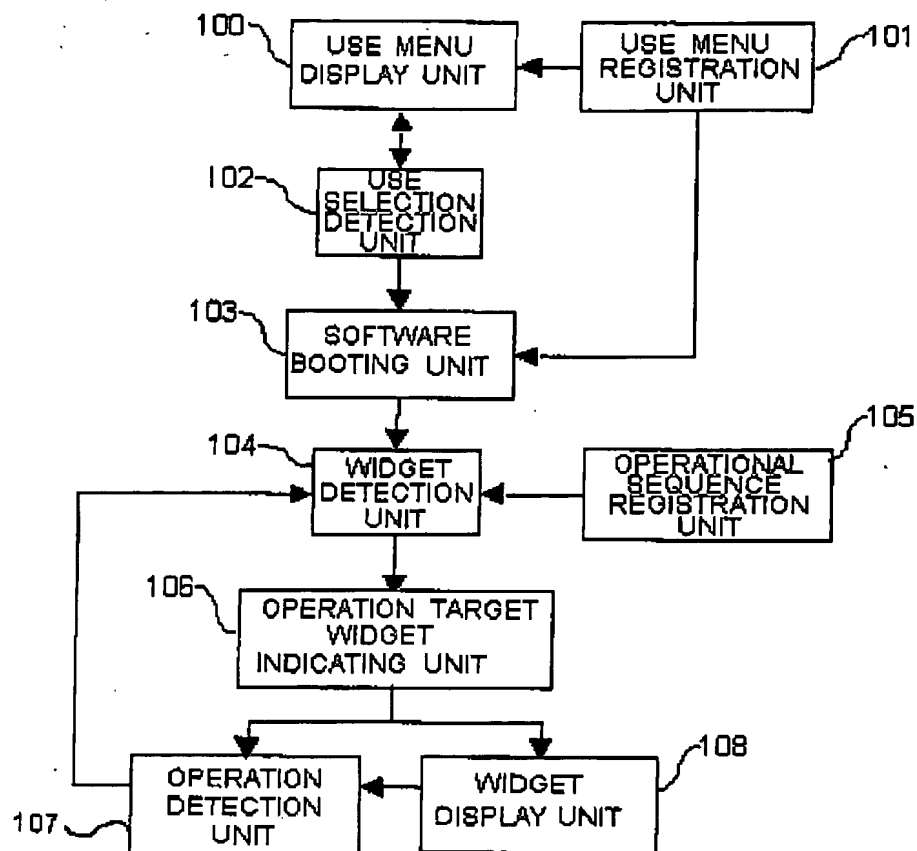 100
USE MENU
DISPLAY UNIT
USE MENU
REGISTRATION
UNIT
101
102
USE
SELECTION
DETECTION
UNIT
103
SOFTWARE
BOOTING UNIT
104
WIDGET
DETECTION
UNIT
105
OPERATIONAL
SEQUENCE
REGISTRATION
UNIT
106
OPERATION TARGET
WIDGET
INDICATING UNIT
107
OPERATION
DETECTION
UNIT
108
WIDGET
DISPLAY UNIT